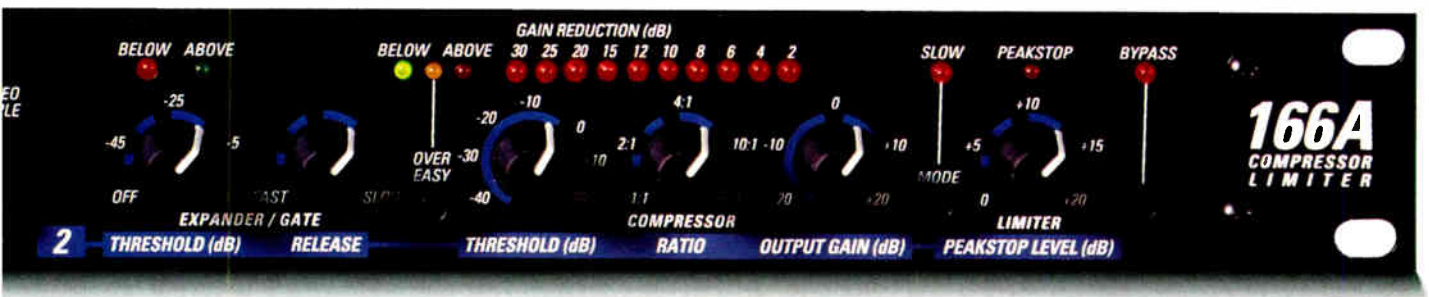 GAIN REDUCTION (dB)
BELOW ABOVE
BELOW ABOVE 30 25 20 15 12 10 8 6 4 2
SLOW PEAKSTOP BYPASS
-25
-10 4:1 0 +10
-20 0
-45 -5
OVER EASY
-30 -10
2:1 10:1
-10 +10
+5 +15
166A
COMPRESSOR
LIMITER
MODE
OFF
-40 1:1 20 +20
0 +20
EXPANDER / GATE COMPRESSOR LIMITER
2 THRESHOLD (dB) RELEASE THRESHOLD (dB) RATIO OUTPUT GAIN (dB) PEAKSTOP LEVEL (dB)